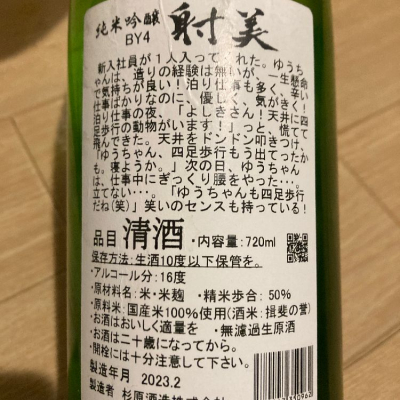 純米吟醸
BY4
射美
新入社員が1人入ってくれた。ゆうち
ゃんは、造りの経験は無いが、一生懸命
で気持ちが良い!泊り仕事も多く、辛い
仕事ばかりなのに、優しく、気がきく!
泊り仕事の夜、「よしきさん!天井に四
足歩行の動物がいます!」っと、慌てて
飛んできた。天井をドンドン叩きつけ、
「ゆうちゃん、四足歩行もう出てったか
も。寝ようか。」次の日、ゆうちゃん
は、仕事中にぎっくり腰をやった…。
立てない…。「ゆうちゃんも四足歩行
だね(笑)」笑いのセンスも持っている!
品目 清酒 ・内容量:720ml
保存方法:生酒10度以下保管を。
・アルコール分:16度
・原材料名:米・米麹 ・精米歩合:50%
・原料米:国産米100%使用(酒米:揖斐の誉)
・お酒はおいしく適量を ・無濾過生原酒
・お酒は二十歳になってから。
・開栓には十分注意して下さい。
製造年月 2023.2
製造者 杉原酒造株式会社